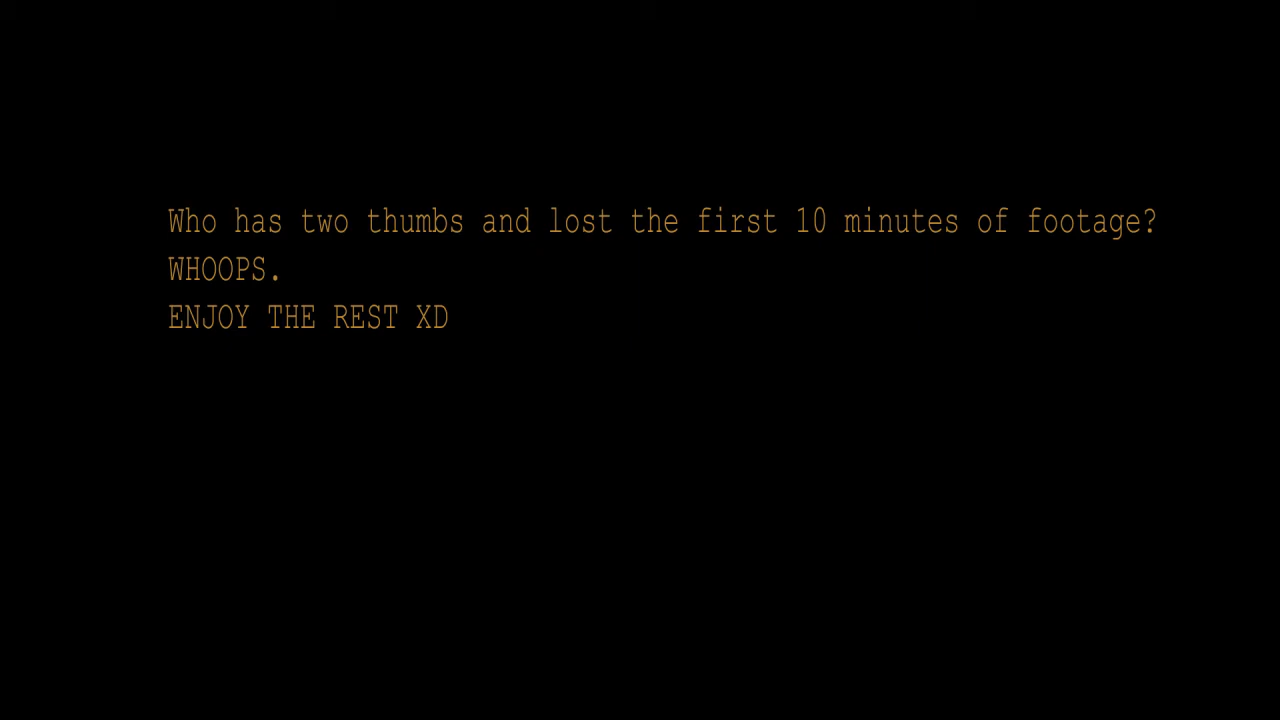 Who has two thumbs and lost the first 10 minutes of footage?
WHOOPS.
ENJOY THE REST XD